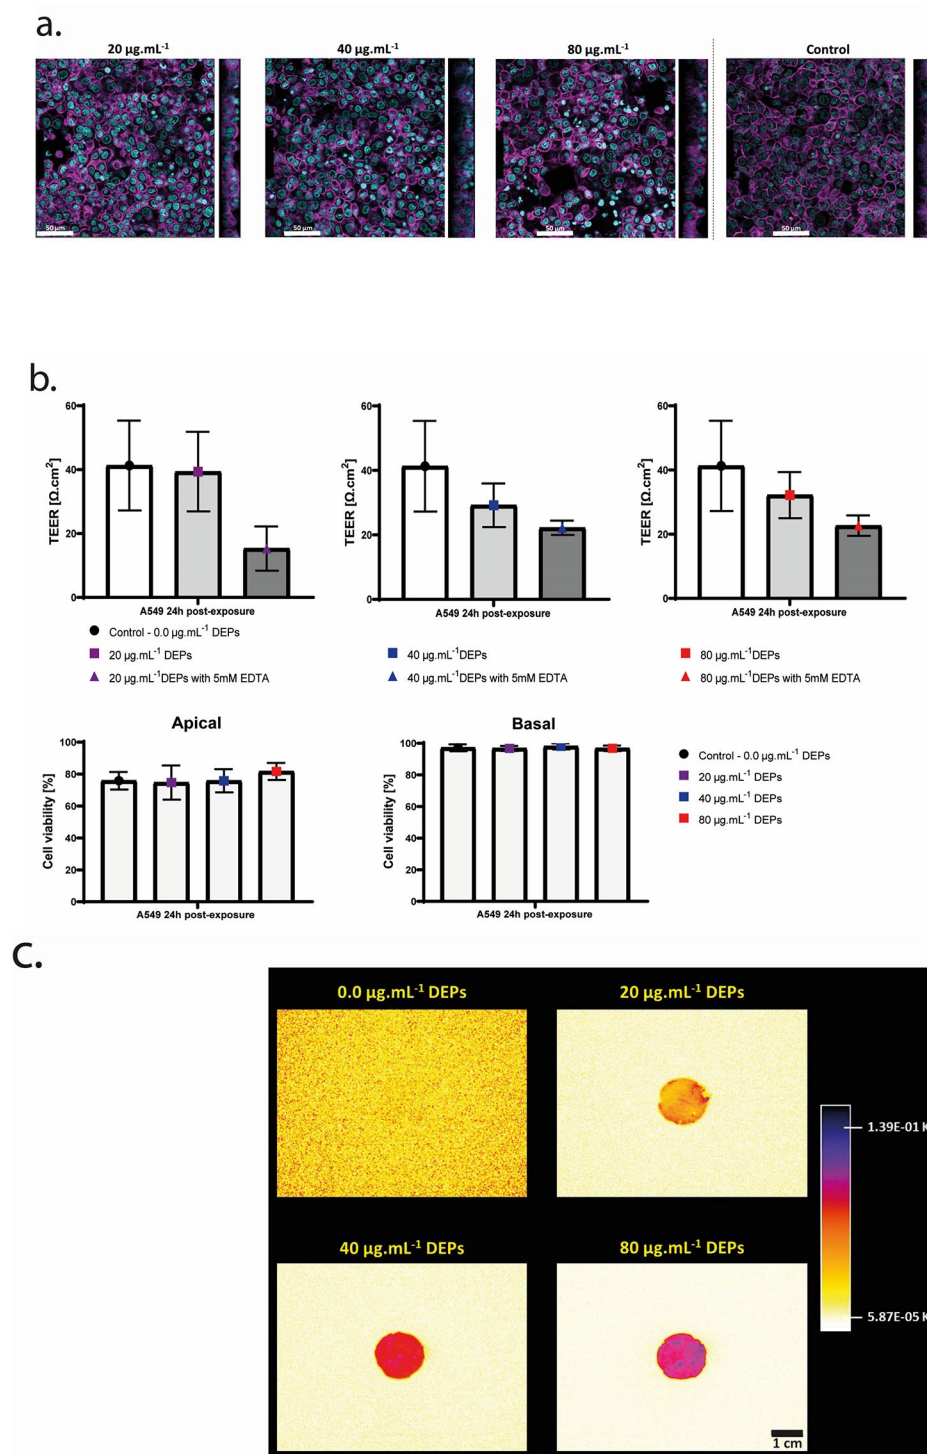 a.
20 µg.mL⁻¹
40 µg.mL⁻¹
80 µg.mL⁻¹
Control
50 µm
50 µm
50 µm
50 µm
b.
60
40
20
0
TEER [Ω.cm²]
A549 24h post-exposure
60
40
20
0
TEER [Ω.cm²]
A549 24h post-exposure
60
40
20
0
TEER [Ω.cm²]
A549 24h post-exposure
Control - 0.0 µg.mL⁻¹ DEPs
20 µg.mL⁻¹ DEPs
20 µg.mL⁻¹DEPs with 5mM EDTA
40 µg.mL⁻¹DEPs
40 µg.mL⁻¹DEPs with 5mM EDTA
80 µg.mL⁻¹DEPs
80 µg.mL⁻¹DEPs with 5mM EDTA
Apical
100
80
60
40
20
0
Cell viability [%]
A549 24h post-exposure
Basal
100
80
60
40
20
0
Cell viability [%]
A549 24h post-exposure
Control - 0.0 µg.mL⁻¹ DEPs
20 µg.mL⁻¹ DEPs
40 µg.mL⁻¹ DEPs
80 µg.mL⁻¹ DEPs
c.
0.0 µg.mL⁻¹ DEPs
20 µg.mL⁻¹ DEPs
40 µg.mL⁻¹ DEPs
80 µg.mL⁻¹ DEPs
1.39E-01 K
5.87E-05 K
1 cm